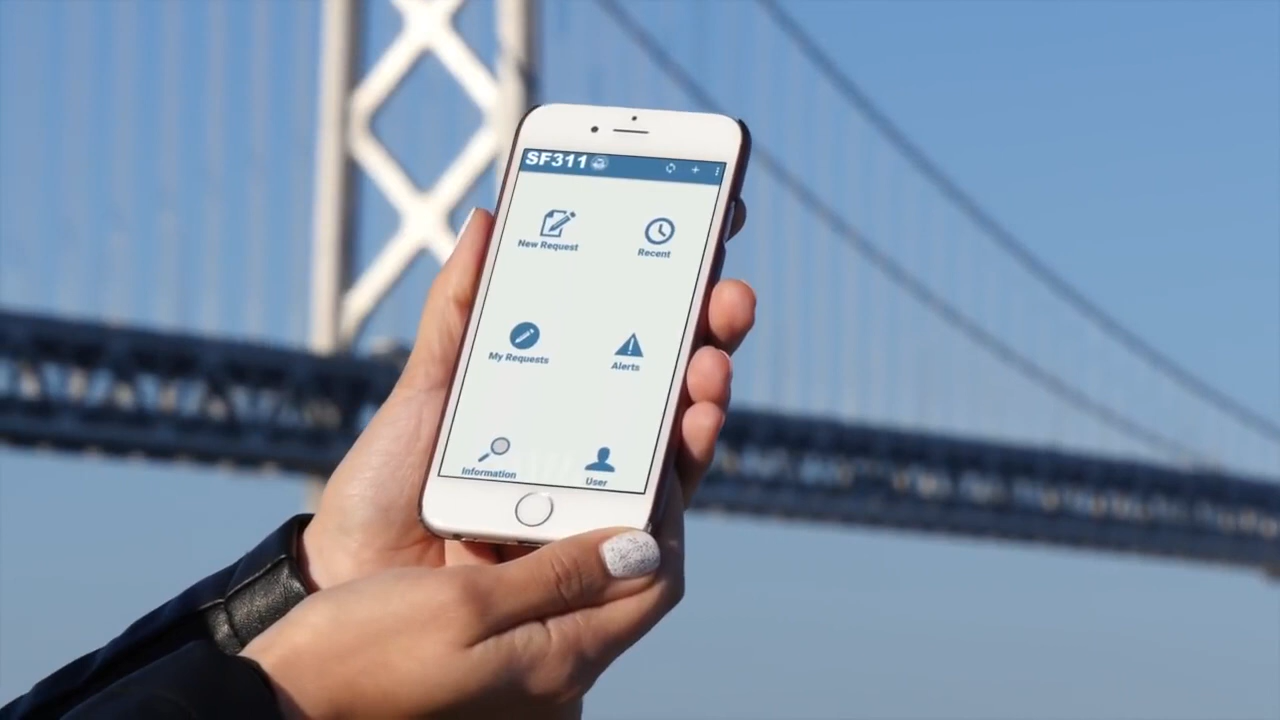 SF311
New Request
Recent
My Requests
Alerts
Information
User